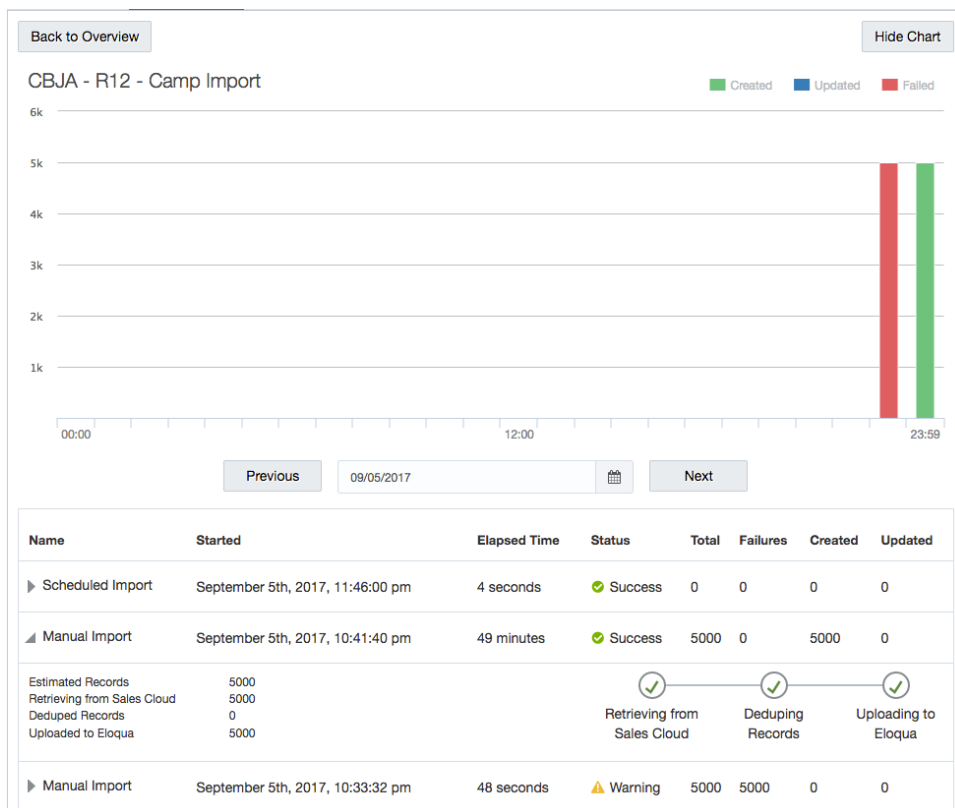 Back to Overview
Hide Chart
CBJA - R12 - Camp Import
Created Updated Failed
6k
5k
4k
3k
2k
1k
00:00 12:00 23:59
Previous 09/05/2017 Next
Name Started Elapsed Time Status Total Failures Created Updated
Scheduled Import September 5th, 2017, 11:46:00 pm 4 seconds Success 0 0 0 0
Manual Import September 5th, 2017, 10:41:40 pm 49 minutes Success 5000 0 5000 0
Estimated Records 5000
Retrieving from Sales Cloud 5000
Deduped Records 0
Uploaded to Eloqua 5000
Retrieving from Sales Cloud
Deduping Records
Uploading to Eloqua
Manual Import September 5th, 2017, 10:33:32 pm 48 seconds Warning 5000 5000 0 0